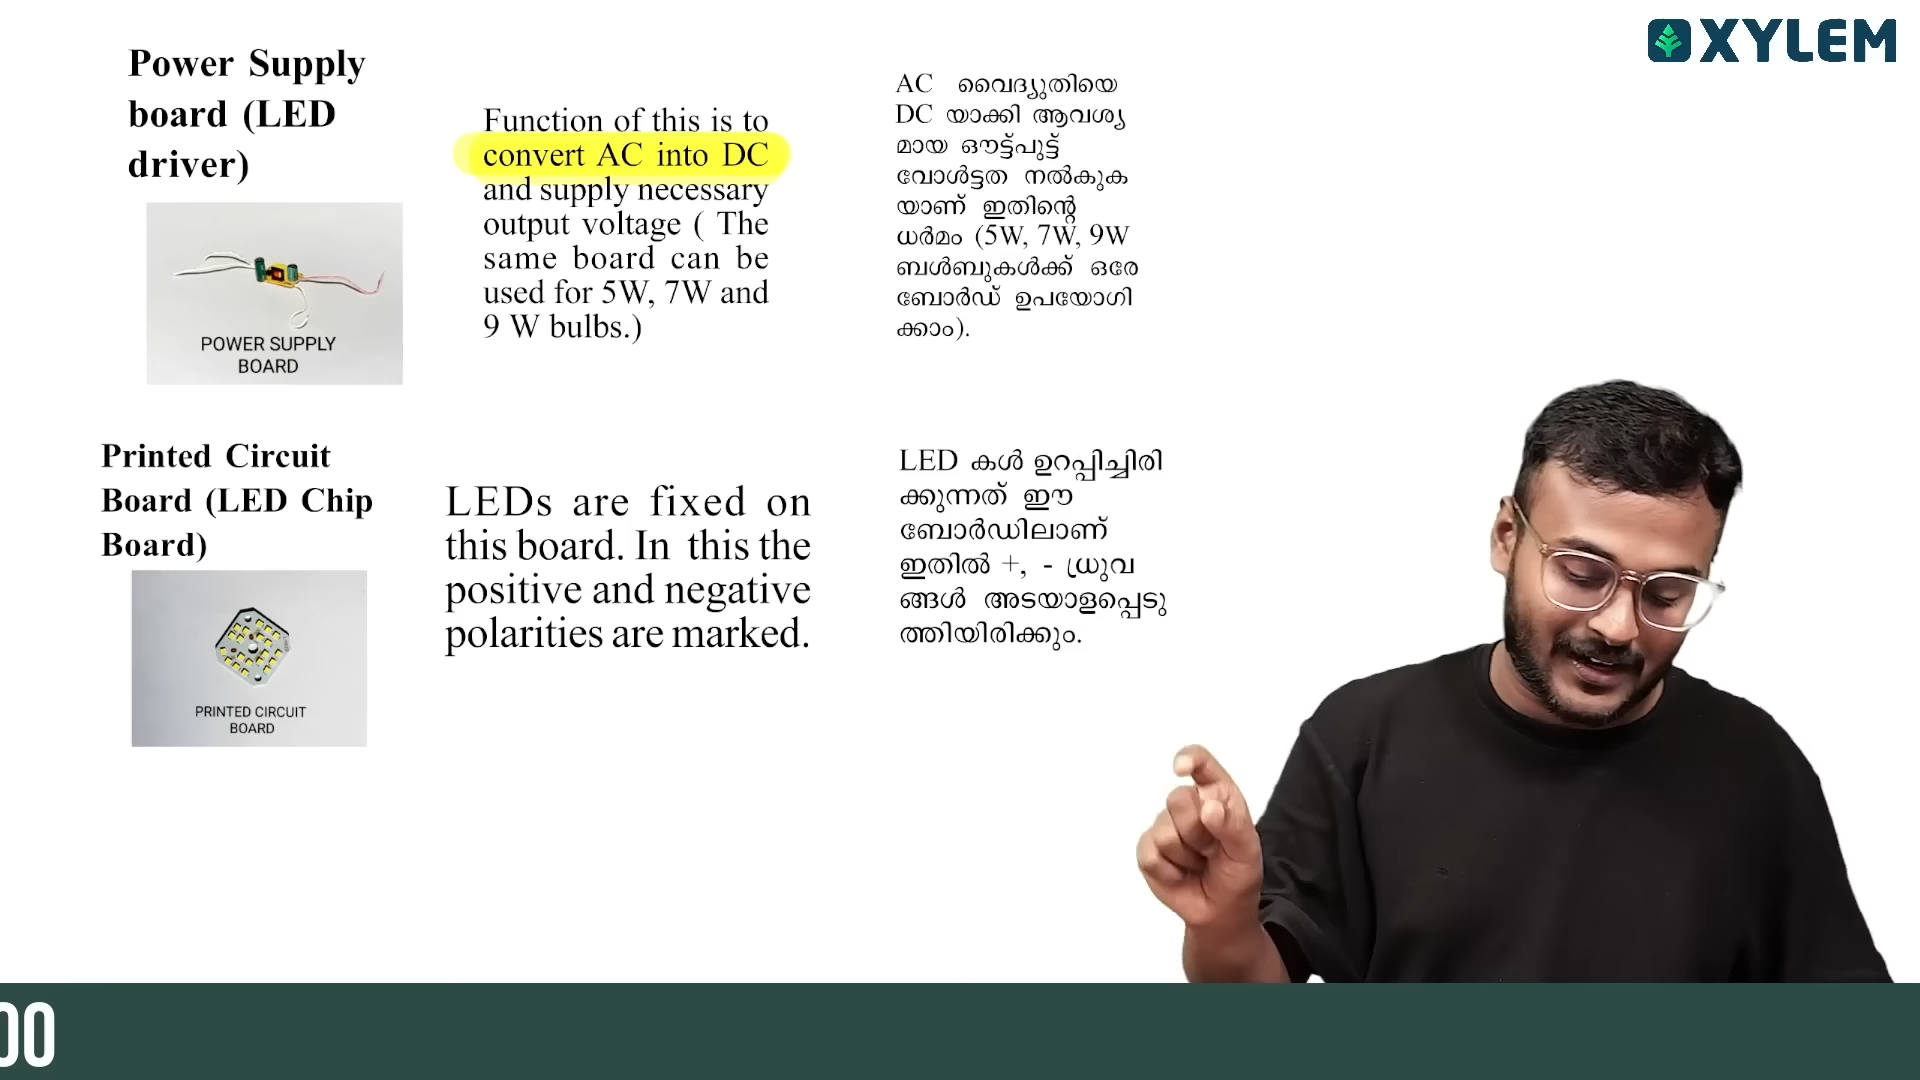 XYLEM
Power Supply
board (LED
driver)
POWER SUPPLY
BOARD
Function of this is to
convert AC into DC
and supply necessary
output voltage ( The
same board can be
used for 5W, 7W and
9 W bulbs.)
AC വൈദ്യുതിയെ
DC യാക്കി ആവശ്യ
മായ ഔട്ട്പുട്ട്
വോൾട്ടത നൽകുക
യാണ് ഇതിന്റെ
ധർമം (5W, 7W, 9W
ബൾബുകൾക്ക് ഒരേ
ബോർഡ് ഉപയോഗി
ക്കാം).
Printed Circuit
Board (LED Chip
Board)
PRINTED CIRCUIT
BOARD
LEDs are fixed on
this board. In this the
positive and negative
polarities are marked.
LED കൾ ഉറപ്പിച്ചിരി
ക്കുന്നത് ഈ
ബോർഡിലാണ്
ഇതിൽ +, - ധ്രുവ
ങ്ങൾ അടയാളപ്പെടു
ത്തിയിരിക്കും.
00